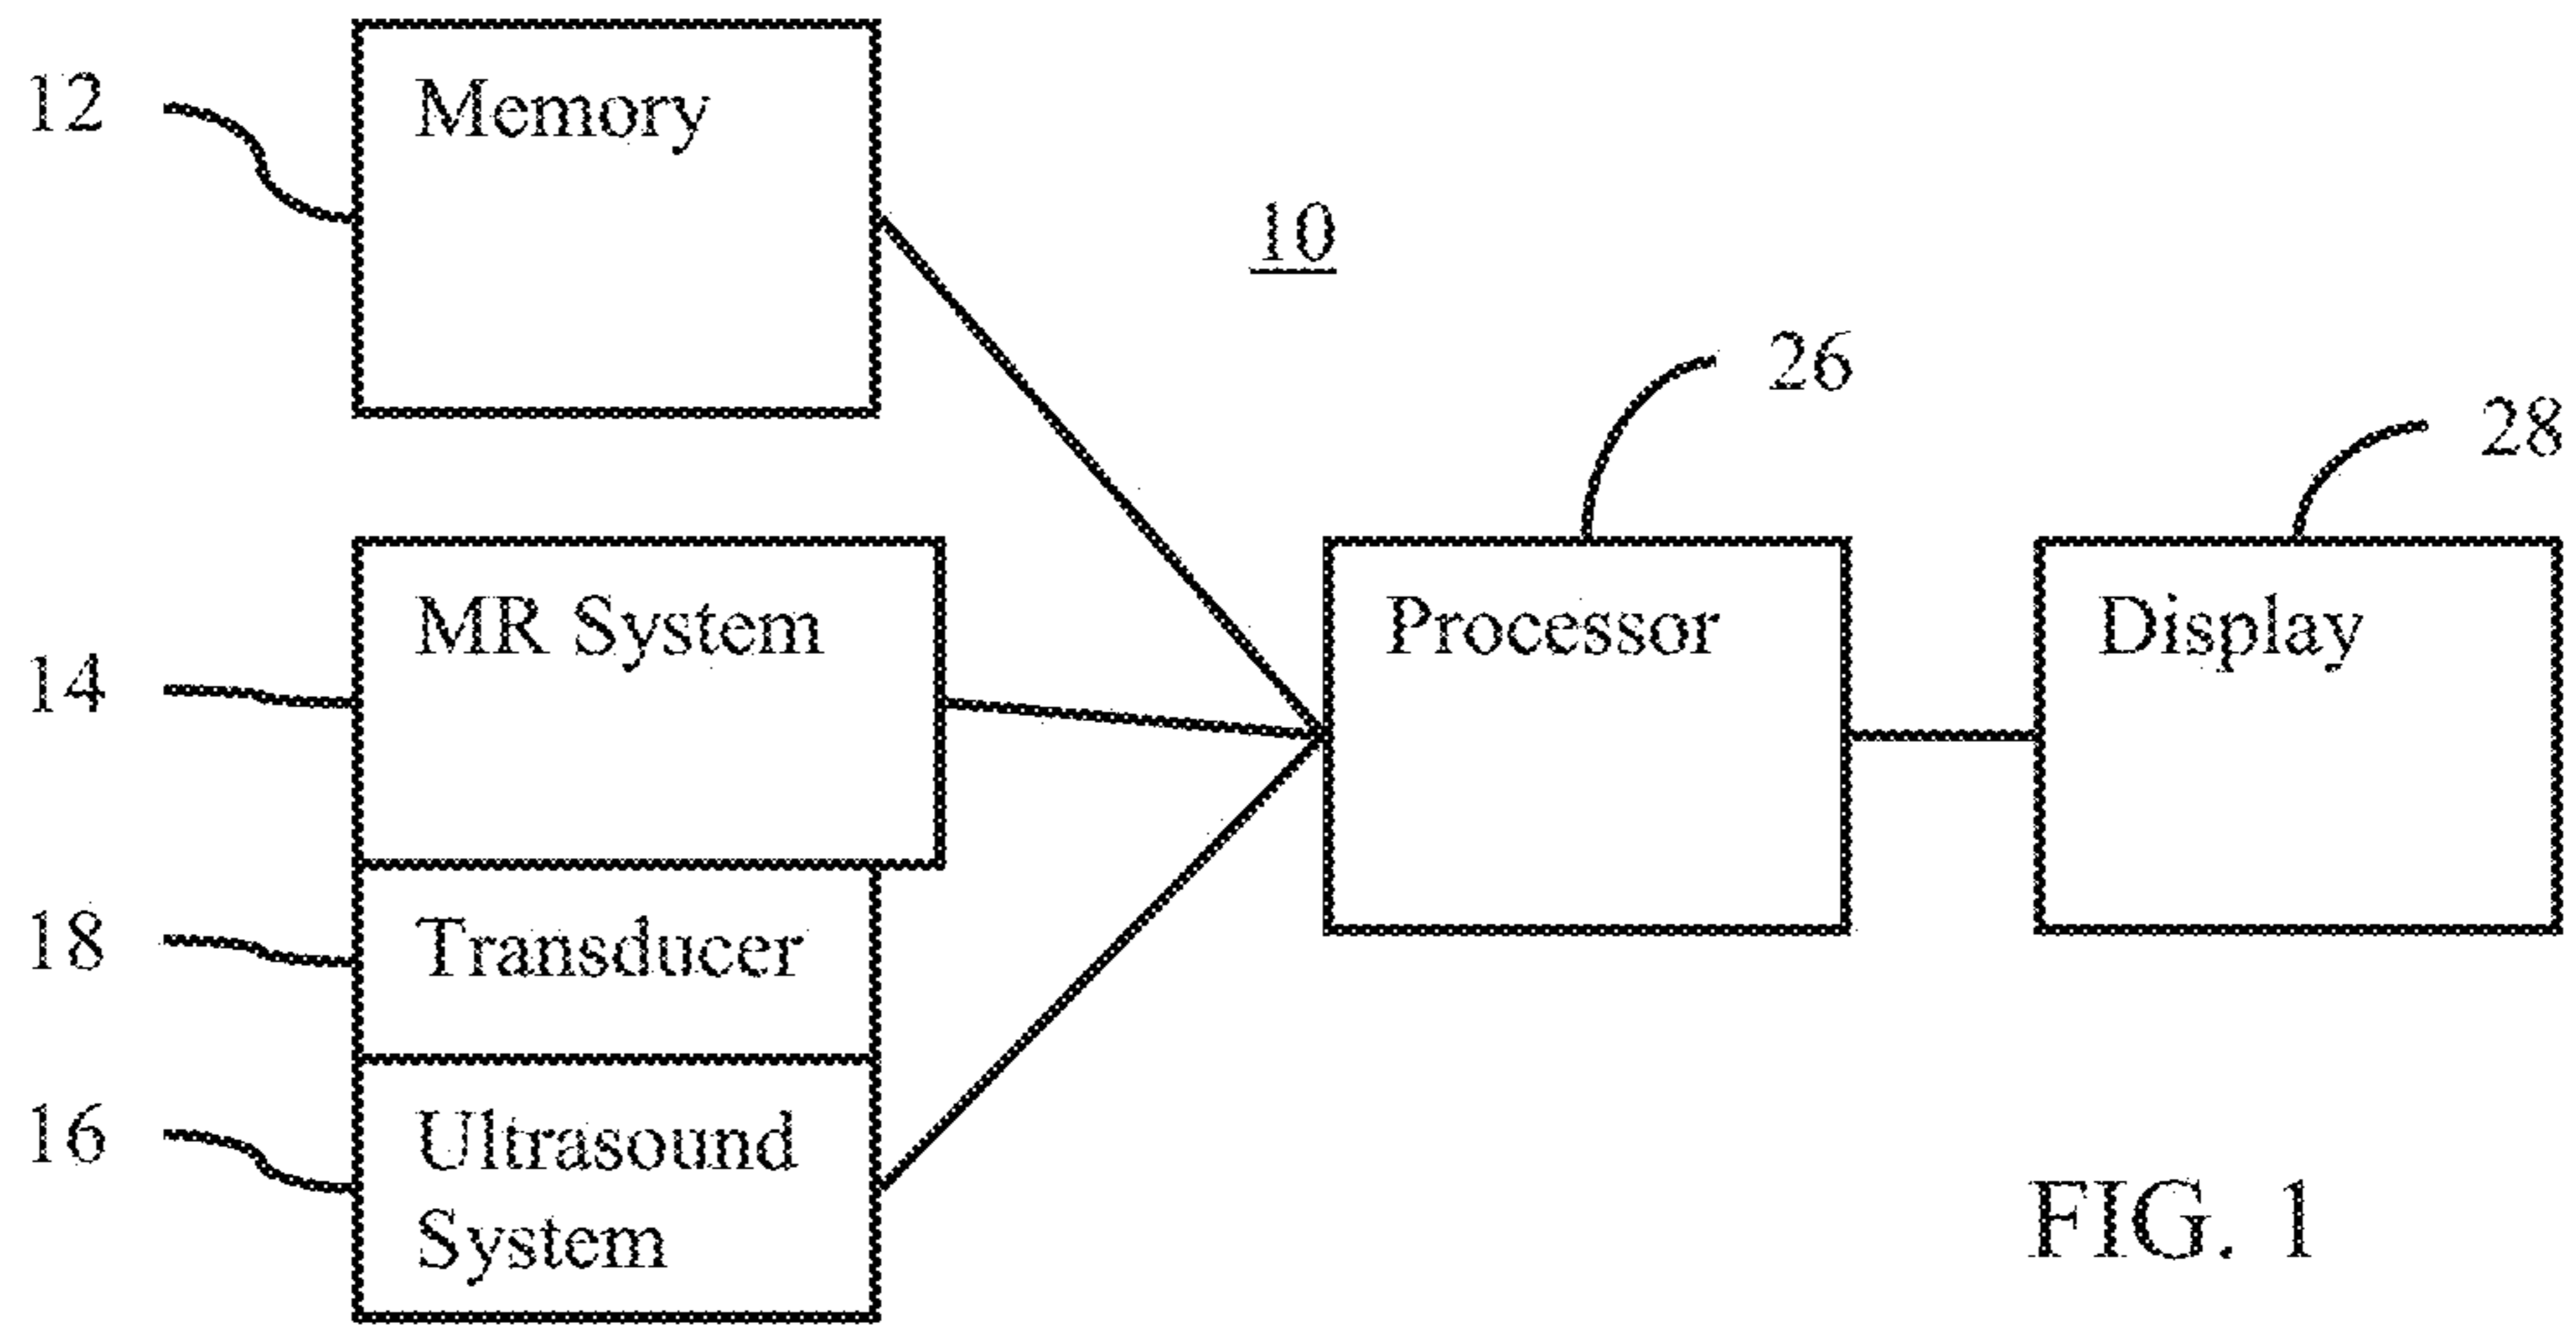 12
Memory
10
26
28
14
MR System
Processor
Display
18
Transducer
16
Ultrasound
System
FIG. 1